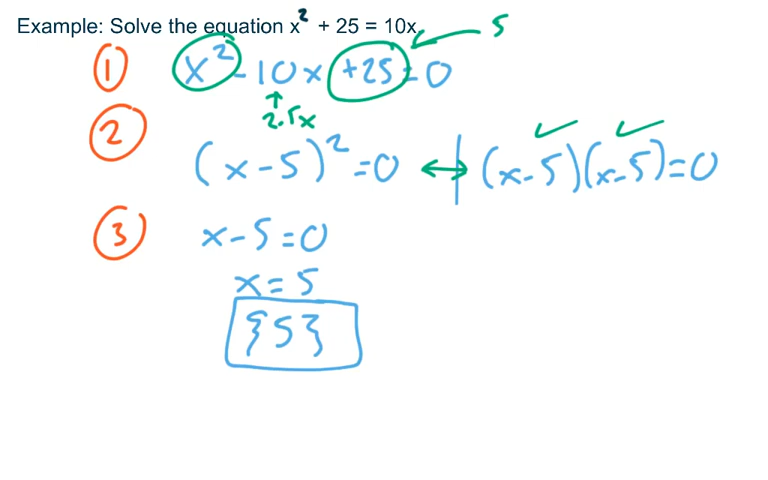 Example: Solve the equation x² + 25 = 10x.
5
① x² - 10x + 25 = 0
↑
2·5x
② (x - 5)² = 0 ↔ (x - 5)(x - 5) = 0
③ x - 5 = 0
x = 5
{5}